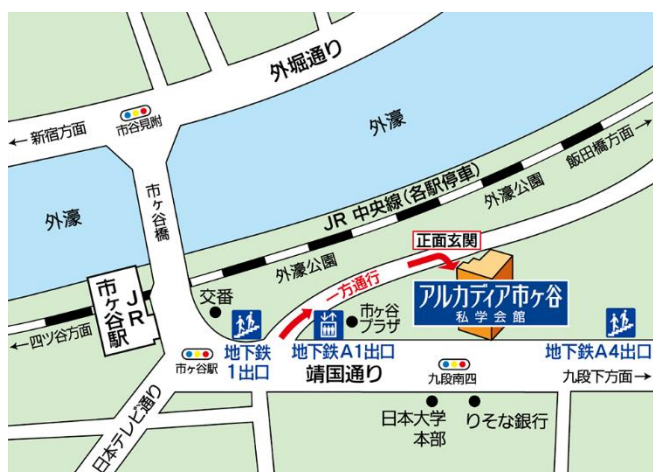 外堀通り
←新宿方面
市谷見附
外濠
飯田橋方面→
JR 中央線(各駅停車)
外濠公園
市ヶ谷橋
外濠
正面玄関
外濠公園
一方通行
アルカディア市ヶ谷
私学会館
JR
市ヶ谷駅
交番
市ヶ谷
プラザ
←四ツ谷方面
市ヶ谷駅
地下鉄
1出口
地下鉄A1出口
地下鉄A4出口
靖国通り
九段南四
九段下方面→
日本テレビ通り
日本大学
本部
りそな銀行